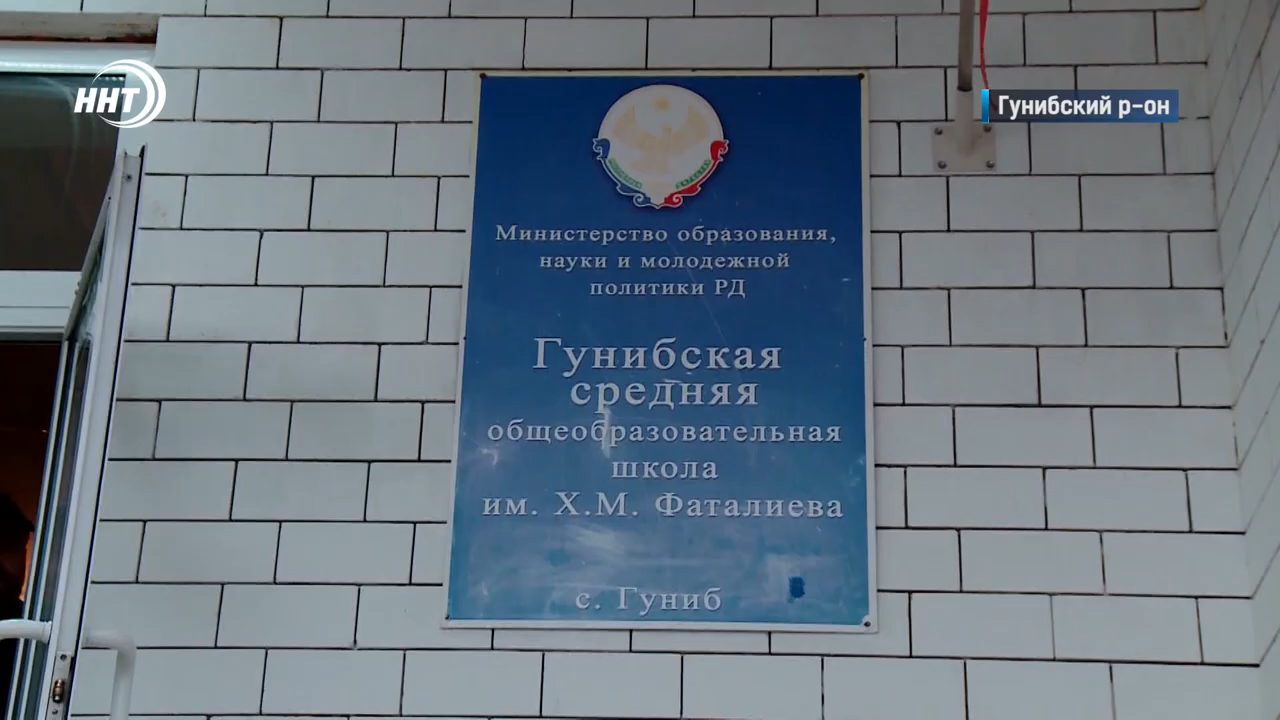 ННТ
Гунибский р-он
Министерство образования,
науки и молодежной
политики РД
Гунибская
средняя
общеобразовательная
школа
им. Х.М. Фаталиева
с. Гуниб